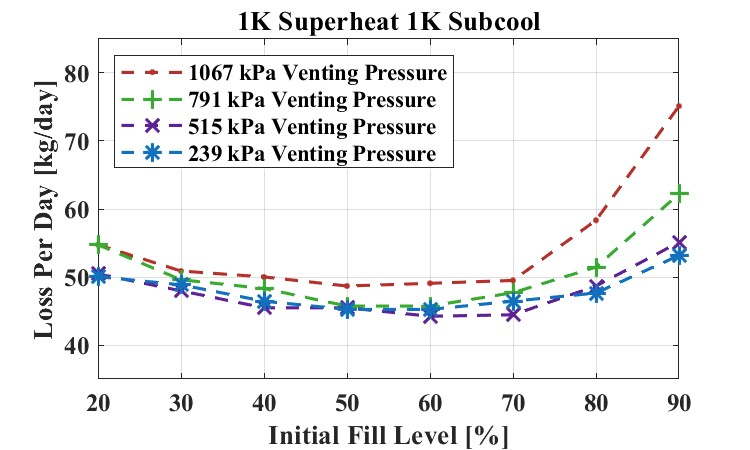 1K Superheat 1K Subcool
Loss Per Day [kg/day]
80
70
60
50
40
1067 kPa Venting Pressure
791 kPa Venting Pressure
515 kPa Venting Pressure
239 kPa Venting Pressure
20 30 40 50 60 70 80 90
Initial Fill Level [%]